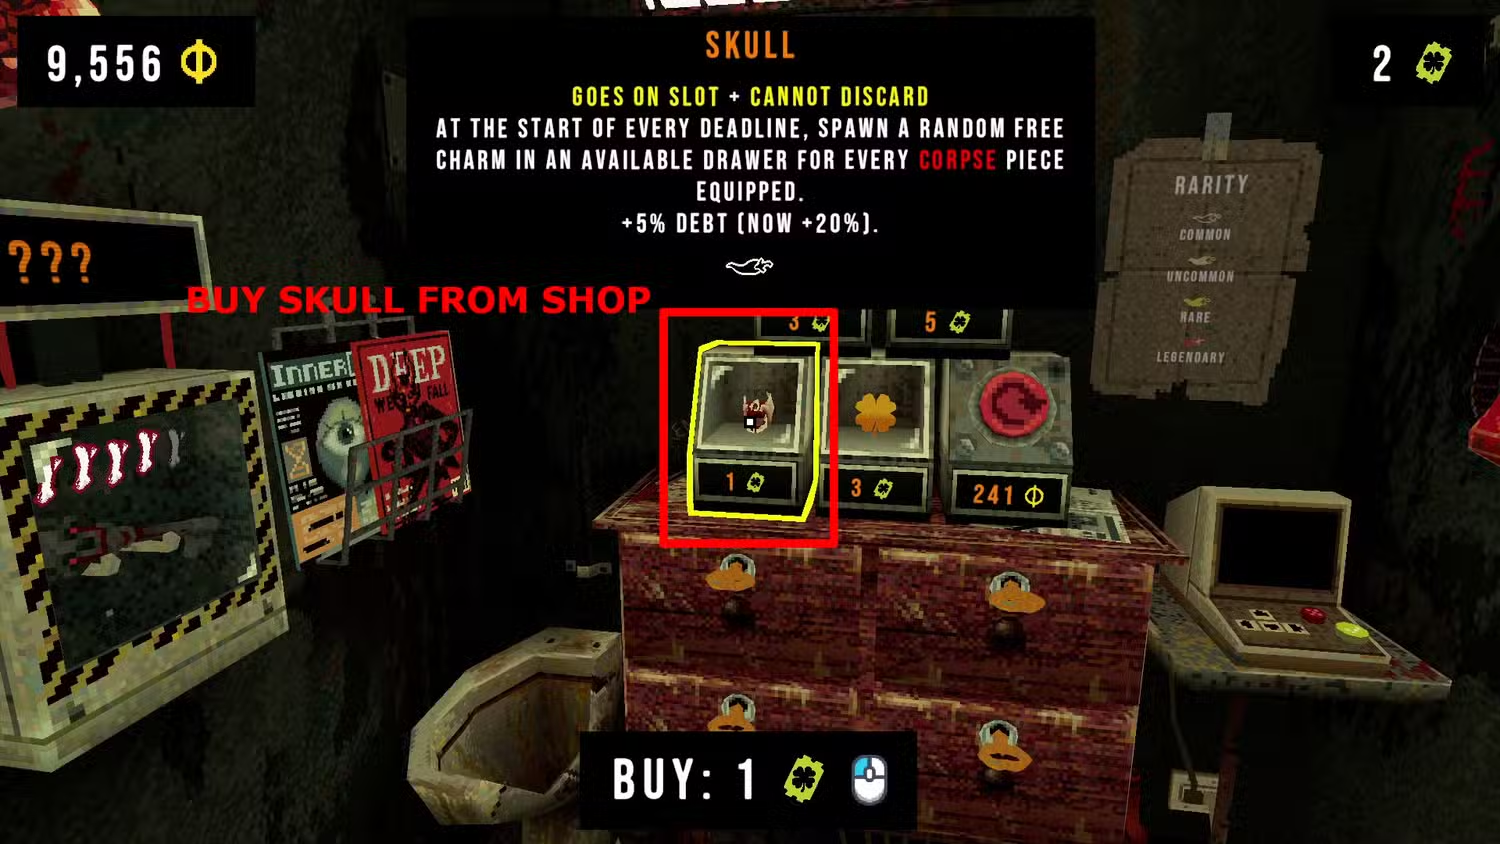 9,556
SKULL
2
GOES ON SLOT + CANNOT DISCARD
AT THE START OF EVERY DEADLINE, SPAWN A RANDOM FREE
CHARM IN AN AVAILABLE DRAWER FOR EVERY CORPSE PIECE
EQUIPPED.
+5% DEBT (NOW +20%).
RARITY
COMMON
UNCOMMON
RARE
LEGENDARY
???
BUY SKULL FROM SHOP
3
5
INNER
DEEP
FALL
1
3
241
BUY: 1